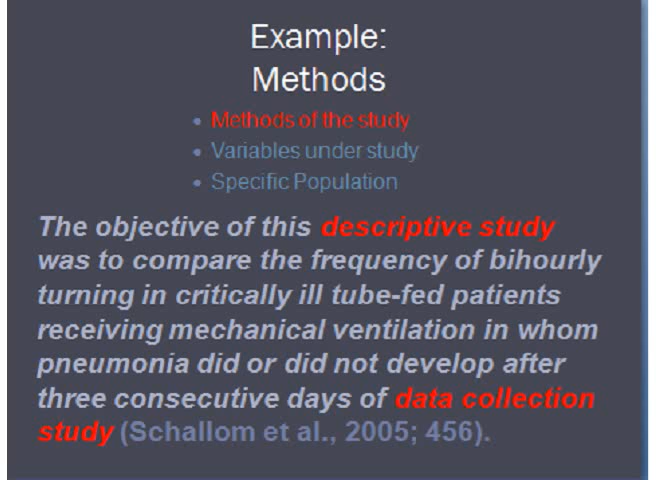 Example:
Methods
• Methods of the study
• Variables under study
• Specific Population
The objective of this descriptive study
was to compare the frequency of bihourly
turning in critically ill tube-fed patients
receiving mechanical ventilation in whom
pneumonia did or did not develop after
three consecutive days of data collection
study (Schallom et al., 2005; 456).